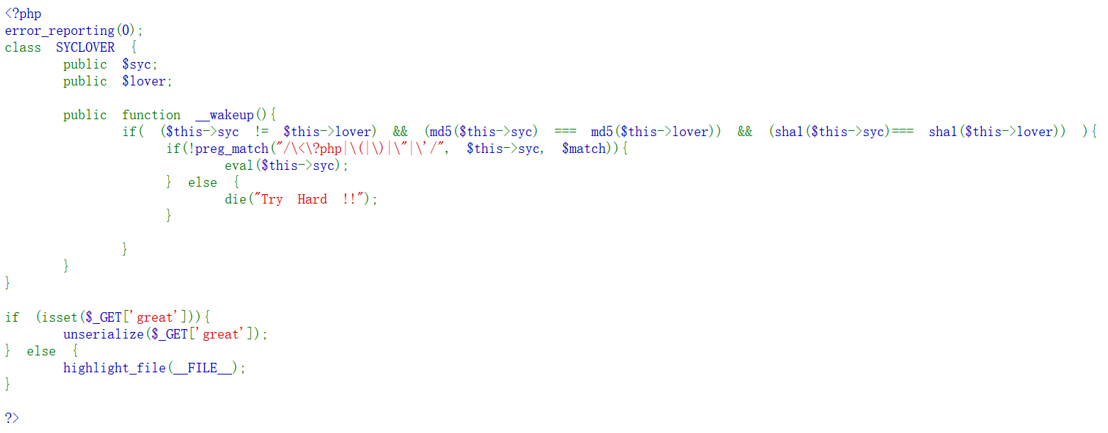 <?php
error_reporting(0);
class SYCLOVER {
public $syc;
public $lover;
public function __wakeup(){
if( ($this->syc != $this->lover) && (md5($this->syc) === md5($this->lover)) && (sha1($this->syc)=== sha1($this->lover)) ){
if(!preg_match("/\<\?php|\(|\)|\"|\'/", $this->syc, $match)){
eval($this->syc);
} else {
die("Try Hard !!");
}
}
}
}
if (isset($_GET['great'])){
unserialize($_GET['great']);
} else {
highlight_file(__FILE__);
}
?>